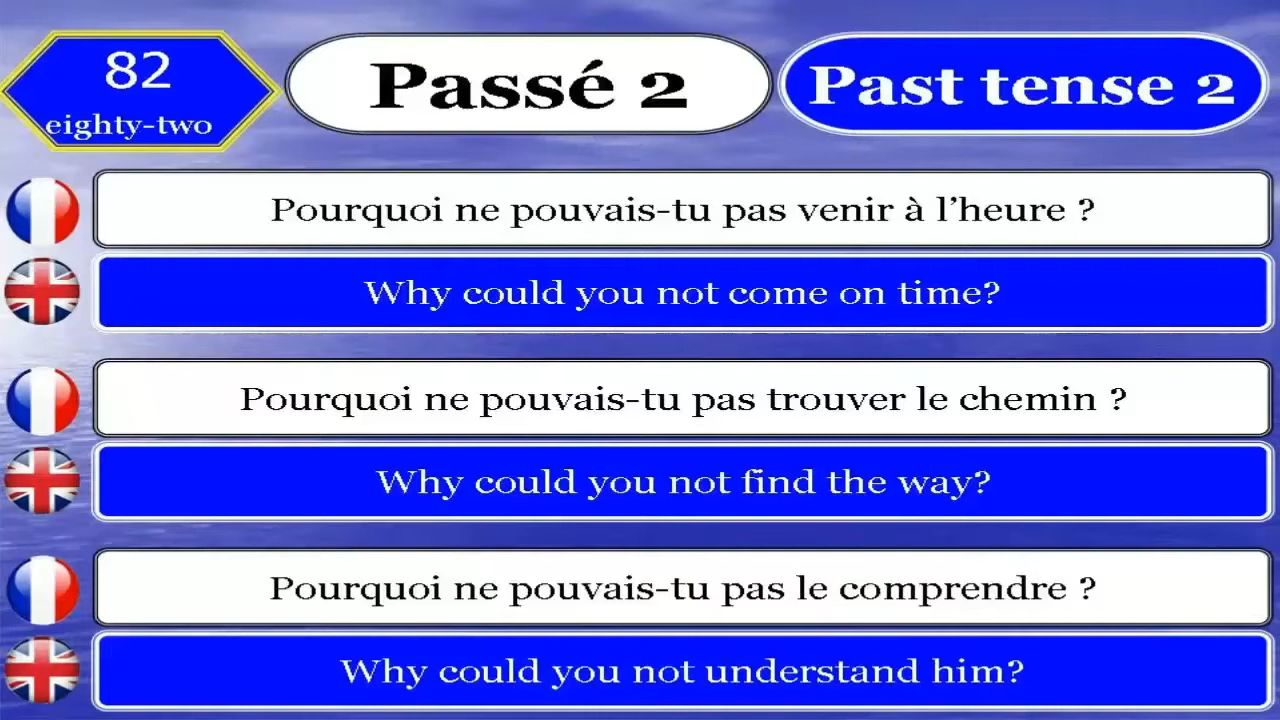 82
eighty-two
Passé 2
Past tense 2
Pourquoi ne pouvais-tu pas venir à l’heure ?
Why could you not come on time?
Pourquoi ne pouvais-tu pas trouver le chemin ?
Why could you not find the way?
Pourquoi ne pouvais-tu pas le comprendre ?
Why could you not understand him?